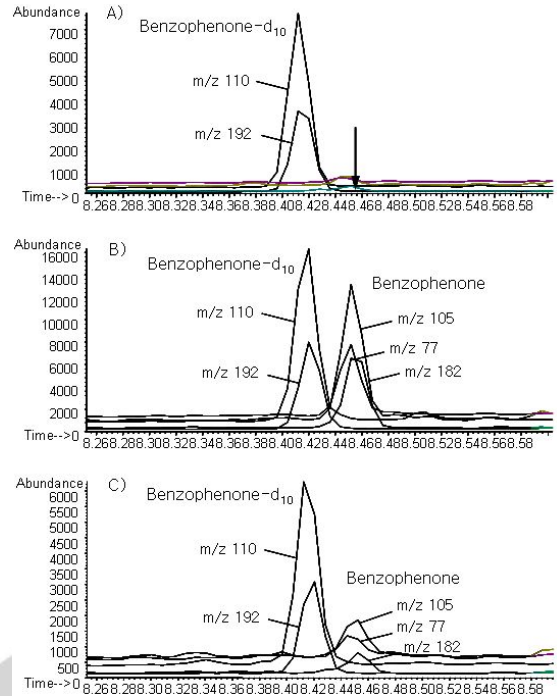 Abundance
A)
Benzophenone-d10
7000
6000
5000
4000
3000
2000
1000
m/z 110
m/z 192
Time-->0
8.268.288.308.328.348.368.388.408.428.448.468.488.508.528.548.568.58
Abundance
B)
Benzophenone-d10
Benzophenone
16000
14000
12000
10000
8000
6000
4000
2000
m/z 110
m/z 105
m/z 77
m/z 192
m/z 182
Time-->0
8.268.288.308.328.348.368.388.408.428.448.468.488.508.528.548.568.58
Abundance
C)
Benzophenone-d10
6000
5500
5000
4500
4000
3500
3000
2500
2000
1500
1000
500
m/z 110
Benzophenone
m/z 192
m/z 105
m/z 77
m/z 182
Time-->0
8.268.288.308.328.348.368.388.408.428.448.468.488.508.528.548.568.58